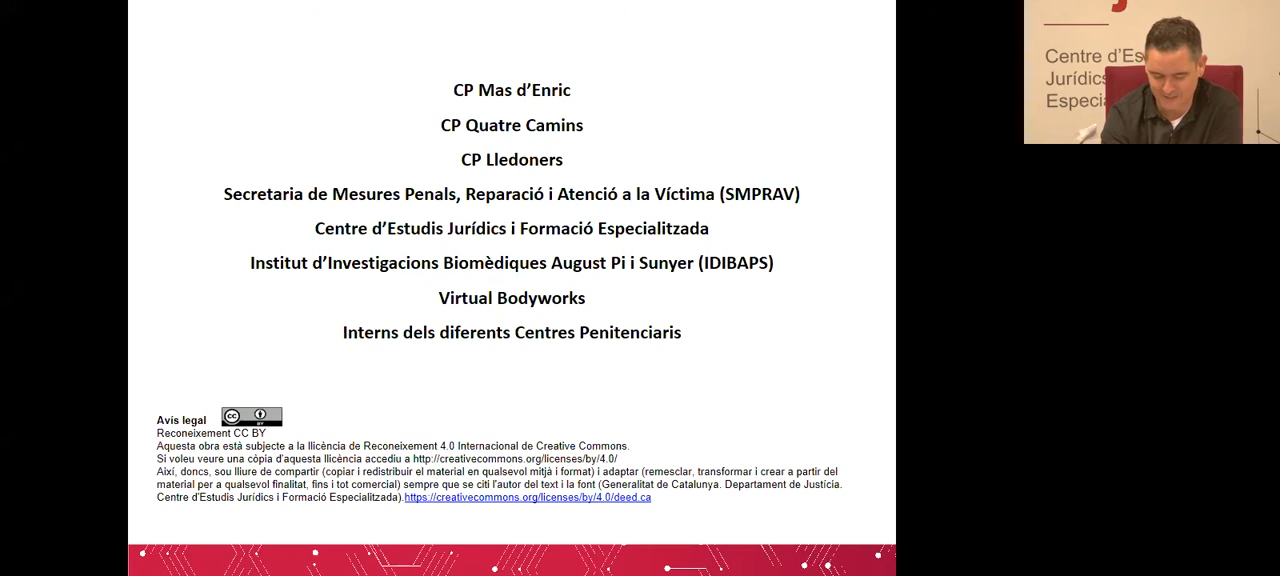 CP Mas d'Enric
CP Quatre Camins
CP Lledoners
Secretaria de Mesures Penals, Reparació i Atenció a la Víctima (SMPRAV)
Centre d'Estudis Jurídics i Formació Especialitzada
Institut d'Investigacions Biomèdiques August Pi i Sunyer (IDIBAPS)
Virtual Bodyworks
Interns dels diferents Centres Penitenciaris
Avís legal
cc BY
Reconeixement CC BY
Aquesta obra està subjecte a la llicència de Reconeixement 4.0 Internacional de Creative Commons.
Si voleu veure una còpia d'aquesta llicència accediu a http://creativecommons.org/licenses/by/4.0/
Així, doncs, sou lliure de compartir (copiar i redistribuir el material en qualsevol mitjà i format) i adaptar (remesclar, transformar i crear a partir del
material per a qualsevol finalitat, fins i tot comercial) sempre que se citi l'autor del text i la font (Generalitat de Catalunya. Departament de Justícia.
Centre d'Estudis Jurídics i Formació Especialitzada).https://creativecommons.org/licenses/by/4.0/deed.ca
Centre d'Es
Jurídics
Especia